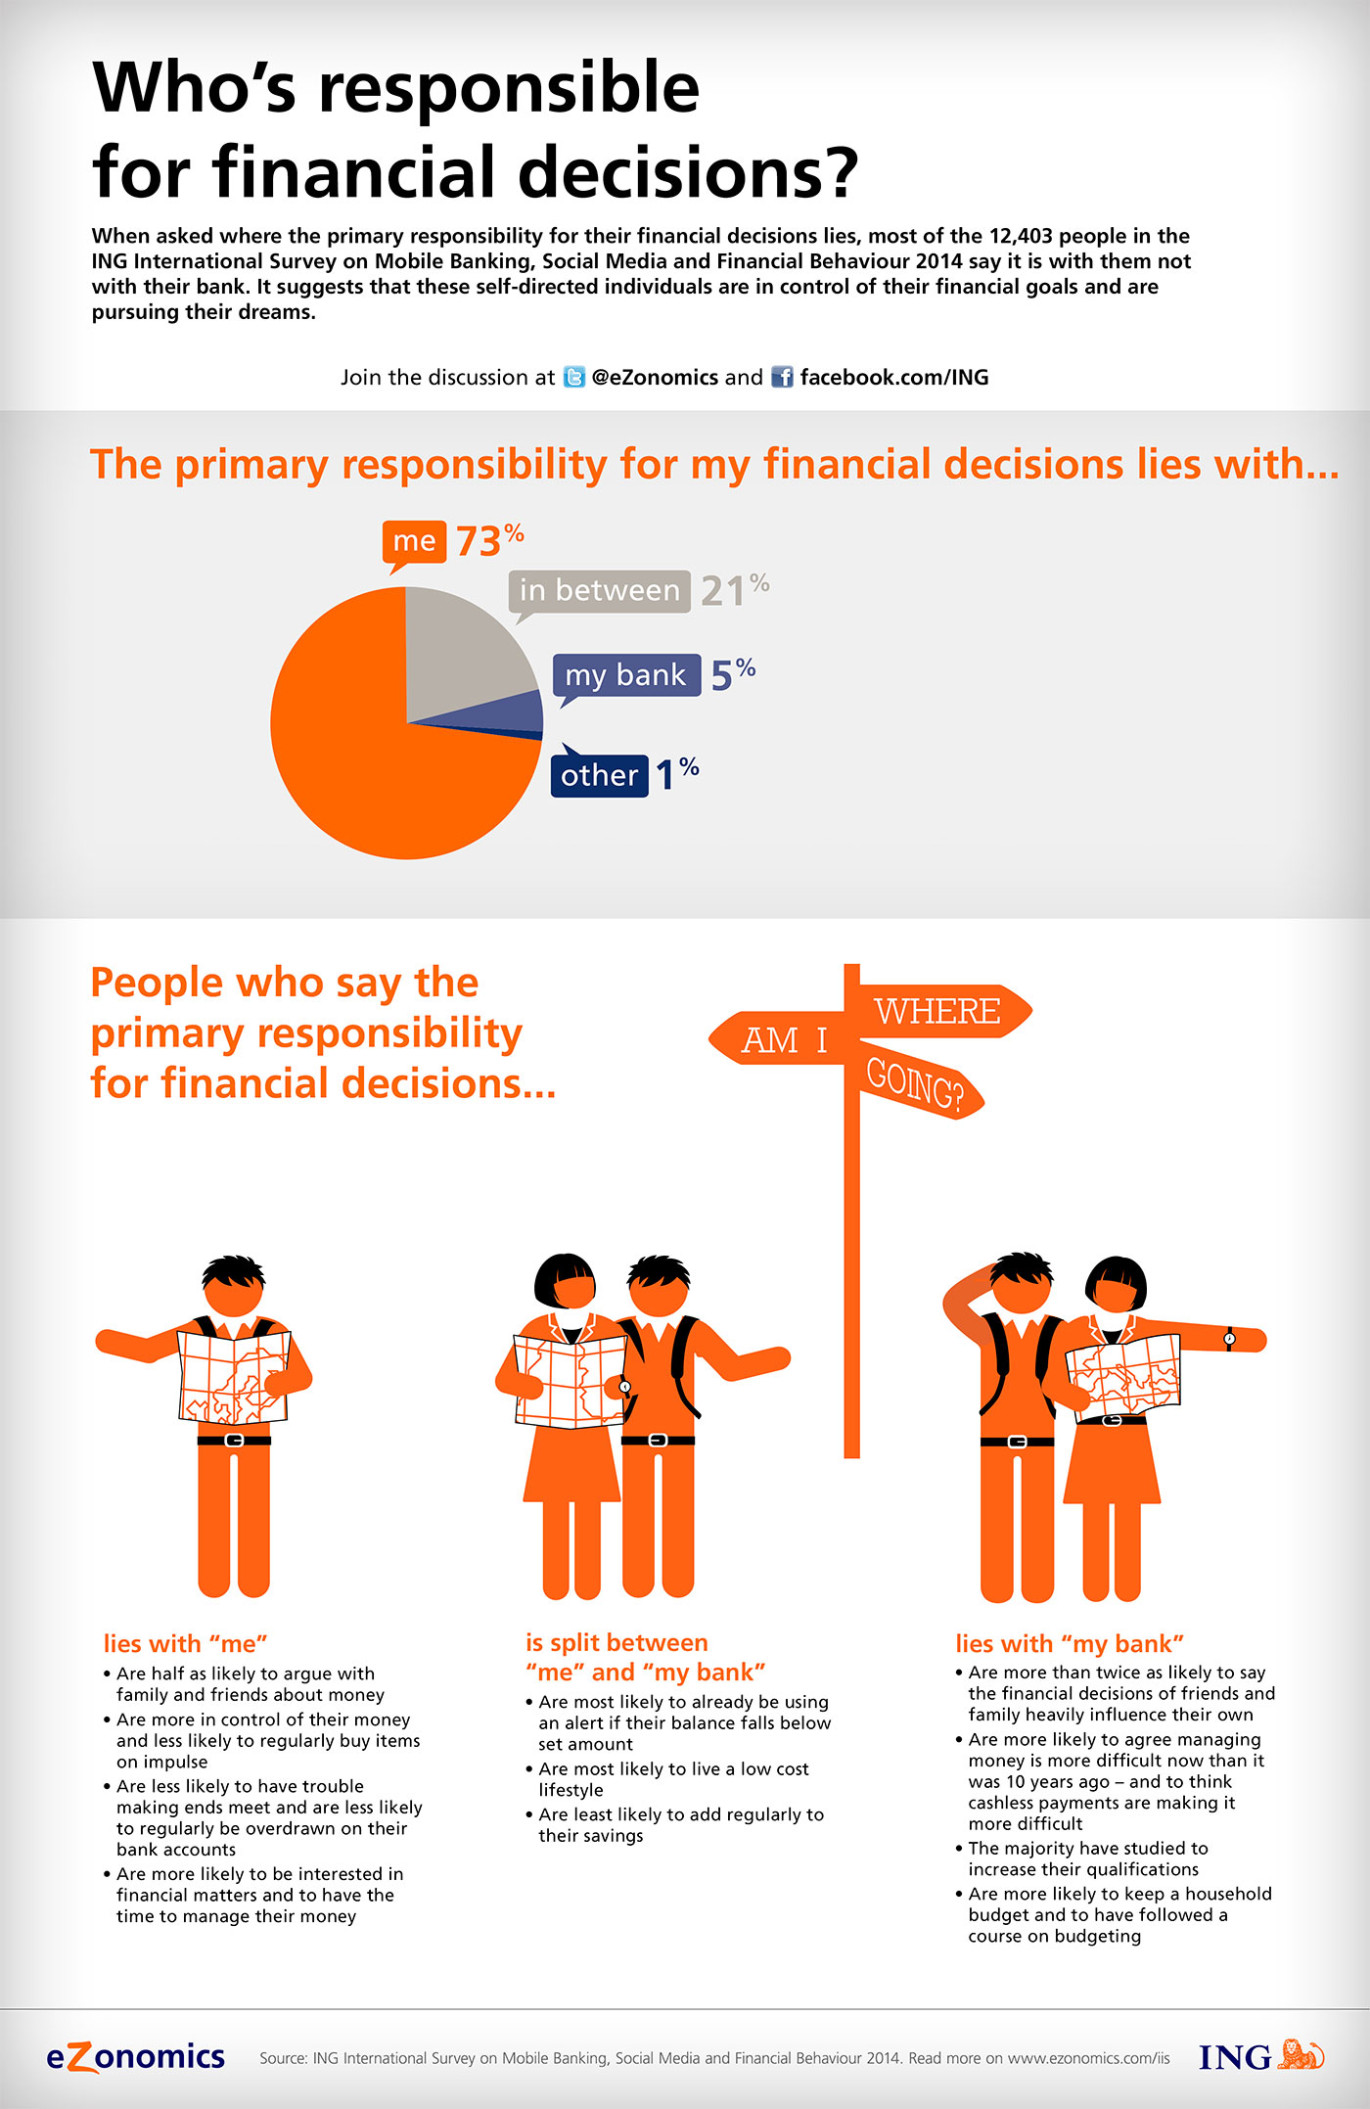 Who’s responsible
for financial decisions?
When asked where the primary responsibility for their financial decisions lies, most of the 12,403 people in the
ING International Survey on Mobile Banking, Social Media and Financial Behaviour 2014 say it is with them not
with their bank. It suggests that these self-directed individuals are in control of their financial goals and are
pursuing their dreams.
Join the discussion at @eZonomics and facebook.com/ING
The primary responsibility for my financial decisions lies with...
me 73%
in between 21%
my bank 5%
other 1%
People who say the
primary responsibility
for financial decisions...
WHERE
AM I
GOING?
lies with “me”
• Are half as likely to argue with
family and friends about money
• Are more in control of their money
and less likely to regularly buy items
on impulse
• Are less likely to have trouble
making ends meet and are less likely
to regularly be overdrawn on their
bank accounts
• Are more likely to be interested in
financial matters and to have the
time to manage their money
is split between
“me” and “my bank”
• Are most likely to already be using
an alert if their balance falls below
set amount
• Are most likely to live a low cost
lifestyle
• Are least likely to add regularly to
their savings
lies with “my bank”
• Are more than twice as likely to say
the financial decisions of friends and
family heavily influence their own
• Are more likely to agree managing
money is more difficult now than it
was 10 years ago – and to think
cashless payments are making it
more difficult
• The majority have studied to
increase their qualifications
• Are more likely to keep a household
budget and to have followed a
course on budgeting
eZonomics
Source: ING International Survey on Mobile Banking, Social Media and Financial Behaviour 2014. Read more on www.ezonomics.com/iis
ING